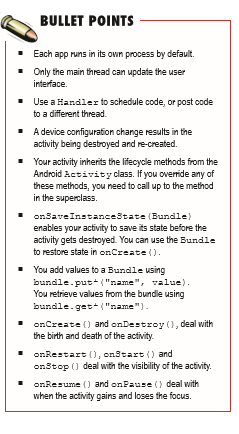 BULLET POINTS
▪ Each app runs in its own process by default.
▪ Only the main thread can update the user
interface.
▪ Use a Handler to schedule code, or post code
to a different thread.
▪ A device configuration change results in the
activity being destroyed and re-created.
▪ Your activity inherits the lifecycle methods from the
Android Activity class. If you override any of
these methods, you need to call up to the method
in the superclass.
▪ onSaveInstanceState(Bundle)
enables your activity to save its state before the
activity gets destroyed. You can use the Bundle
to restore state in onCreate().
▪ You add values to a Bundle using
bundle.put*("name", value).
You retrieve values from the bundle using
bundle.get*("name").
▪ onCreate() and onDestroy(), deal with
the birth and death of the activity.
▪ onRestart(), onStart() and
onStop() deal with the visibility of the activity.
▪ onResume() and onPause() deal with
when the activity gains and loses the focus.